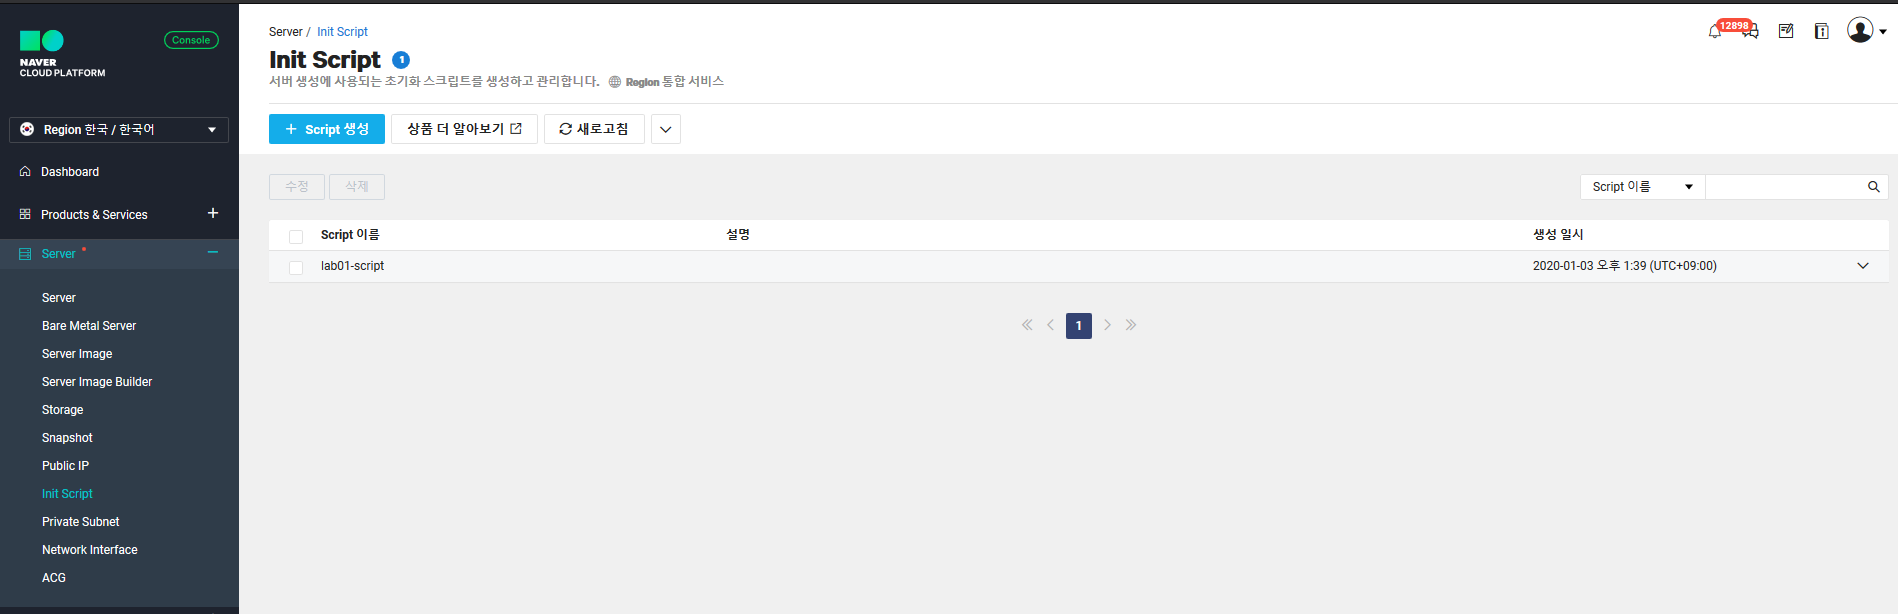 NAVER
CLOUD PLATFORM
Console
Region 한국 / 한국어
Dashboard
Products & Services
Server
Server
Bare Metal Server
Server Image
Server Image Builder
Storage
Snapshot
Public IP
Init Script
Private Subnet
Network Interface
ACG
Server / Init Script
12898
Init Script 1
서버 생성에 사용되는 초기화 스크립트를 생성하고 관리합니다. Region 통합 서비스
+ Script 생성 상품 더 알아보기 새로고침
수정 삭제 Script 이름
Script 이름 설명 생성 일시
lab01-script 2020-01-03 오후 1:39 (UTC+09:00)
1